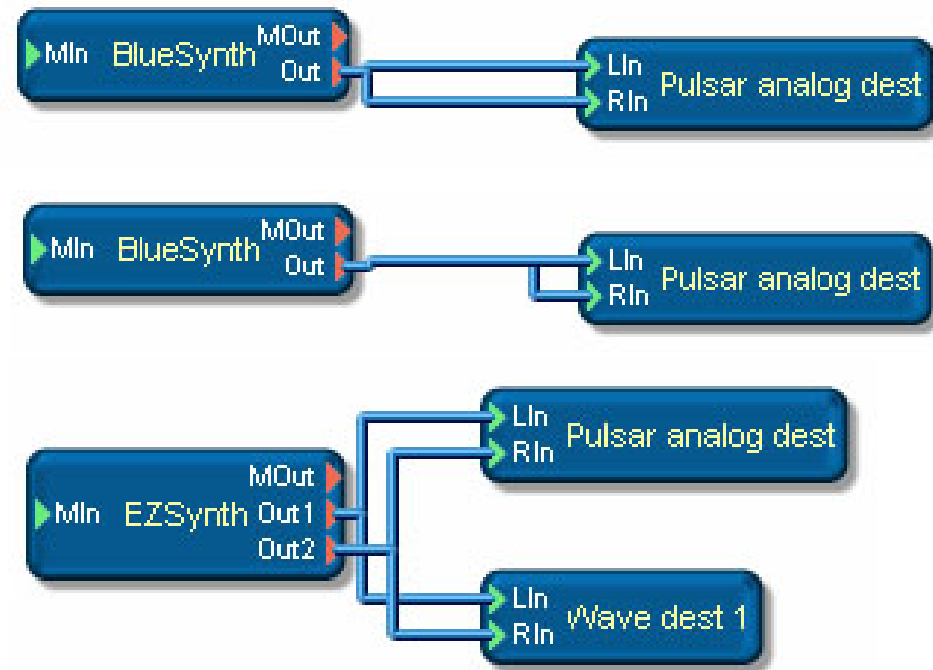 MIn BlueSynth MOut
Out
LIn
RIn Pulsar analog dest
MIn BlueSynth MOut
Out
LIn
RIn Pulsar analog dest
MIn EZSynth MOut
Out1
Out2
LIn
RIn Pulsar analog dest
LIn
RIn Wave dest 1